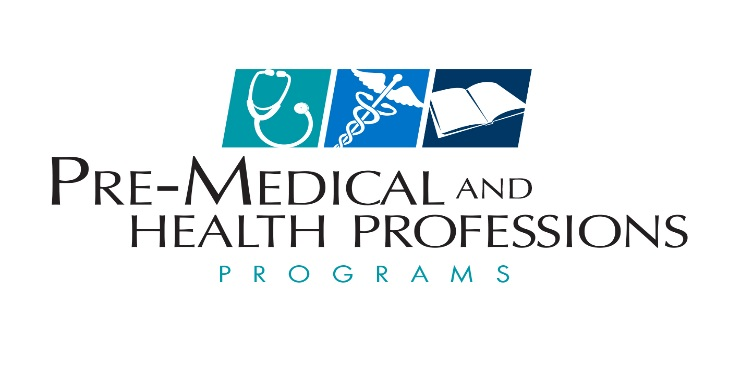 PRE-MEDICAL AND
HEALTH PROFESSIONS
PROGRAMS